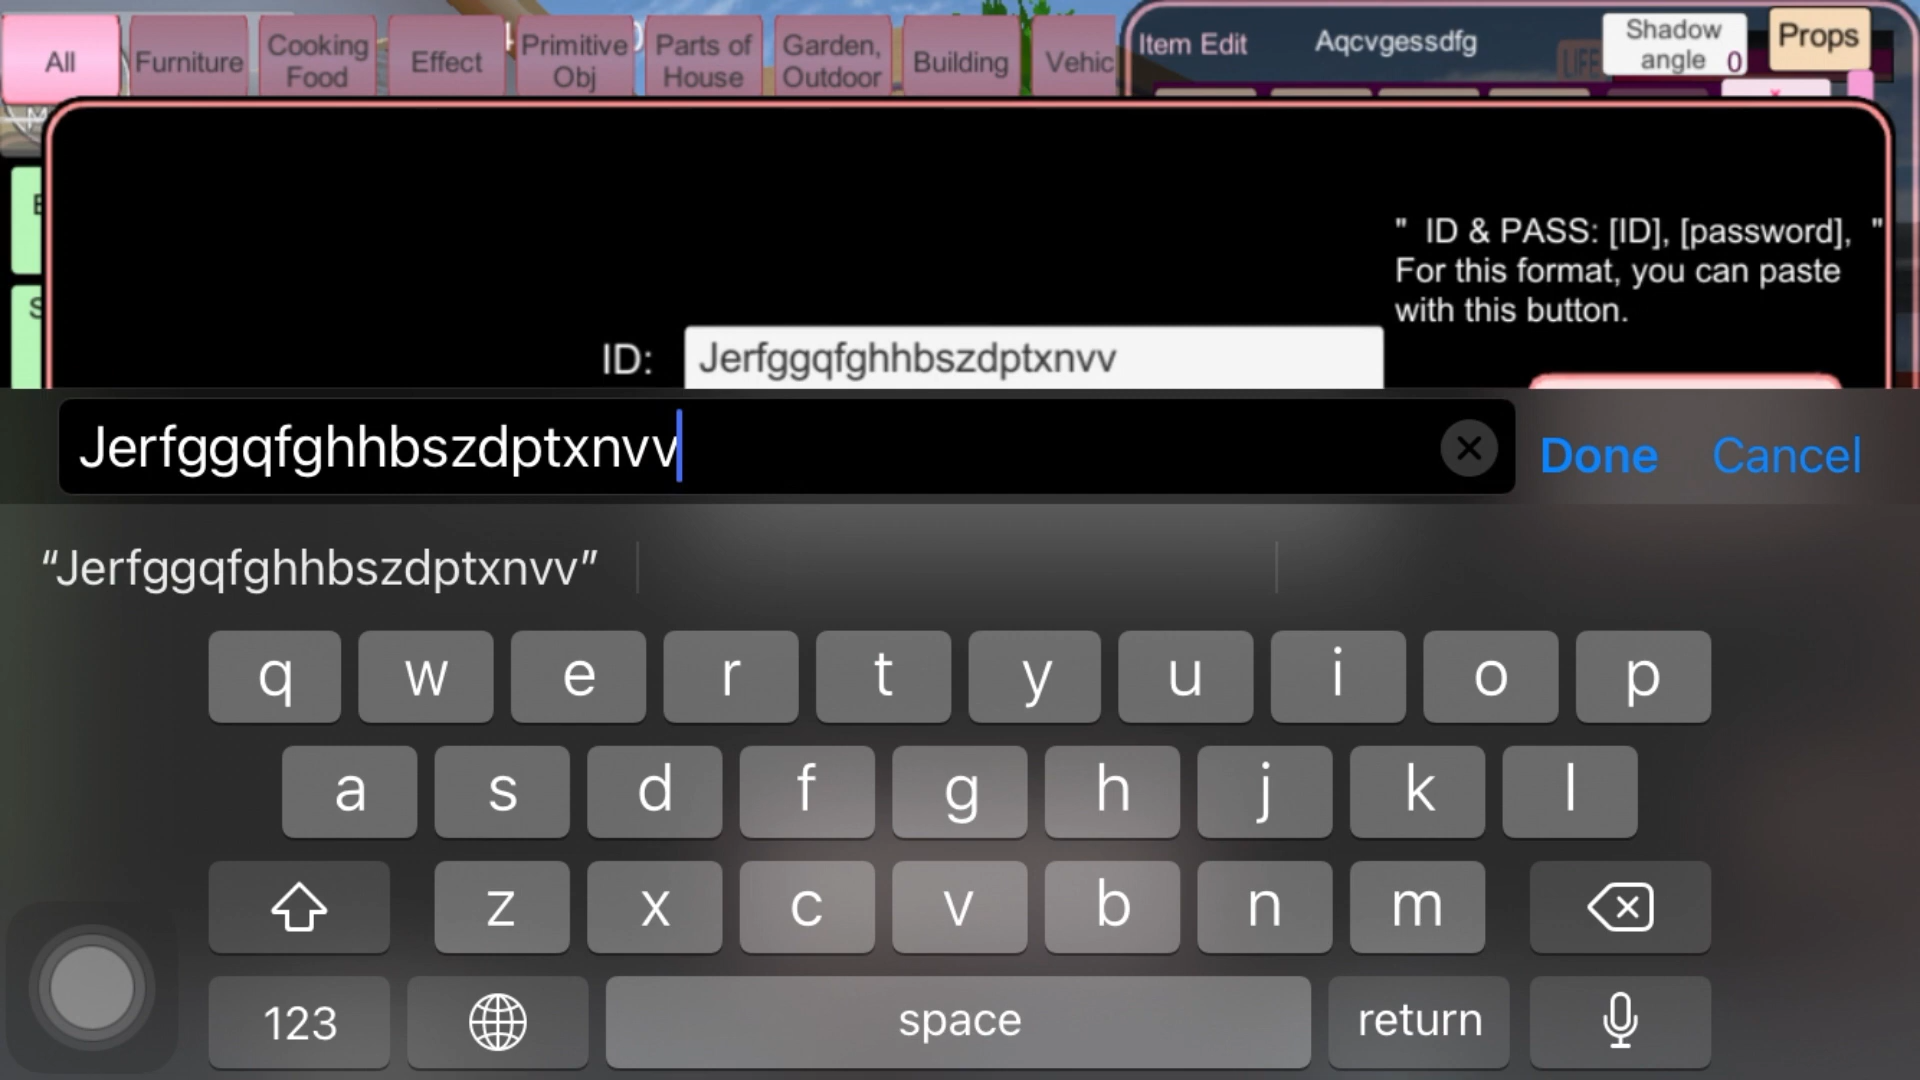 All
Furniture
Cooking
Food
Effect
Primitive
Obj
Parts of
House
Garden,
Outdoor
Building
Vehic
Item Edit
Aqcvgessdfg
Shadow
angle 0
Props
" ID & PASS: [ID], [password], "
For this format, you can paste
with this button.
ID: Jerfggqfghhbszdptxnvv
Jerfggqfghhbszdptxnvv
Done Cancel
“Jerfggqfghhbszdptxnvv”
q w e r t y u i o p
a s d f g h j k l
z x c v b n m
123 space return